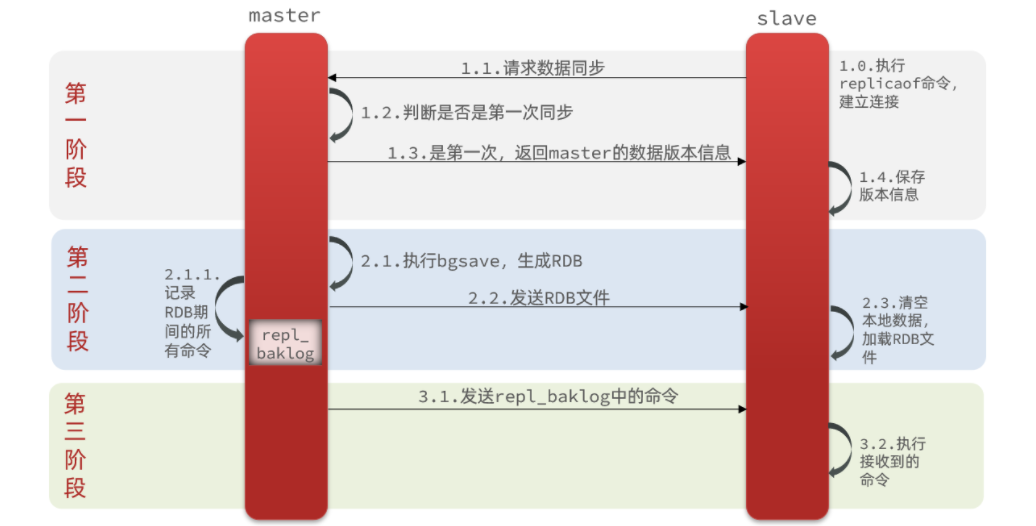 master
slave
第一阶段
1.0.执行
replicaof命令，
建立连接
1.1.请求数据同步
1.2.判断是否是第一次同步
1.3.是第一次，返回master的数据版本信息
1.4.保存
版本信息
第二阶段
2.1.执行bgsave，生成RDB
2.1.1.
记录
RDB期
间的所
有命令
repl_
baklog
2.2.发送RDB文件
2.3.清空
本地数据，
加载RDB文
件
第三阶段
3.1.发送repl_baklog中的命令
3.2.执行
接收到的
命令